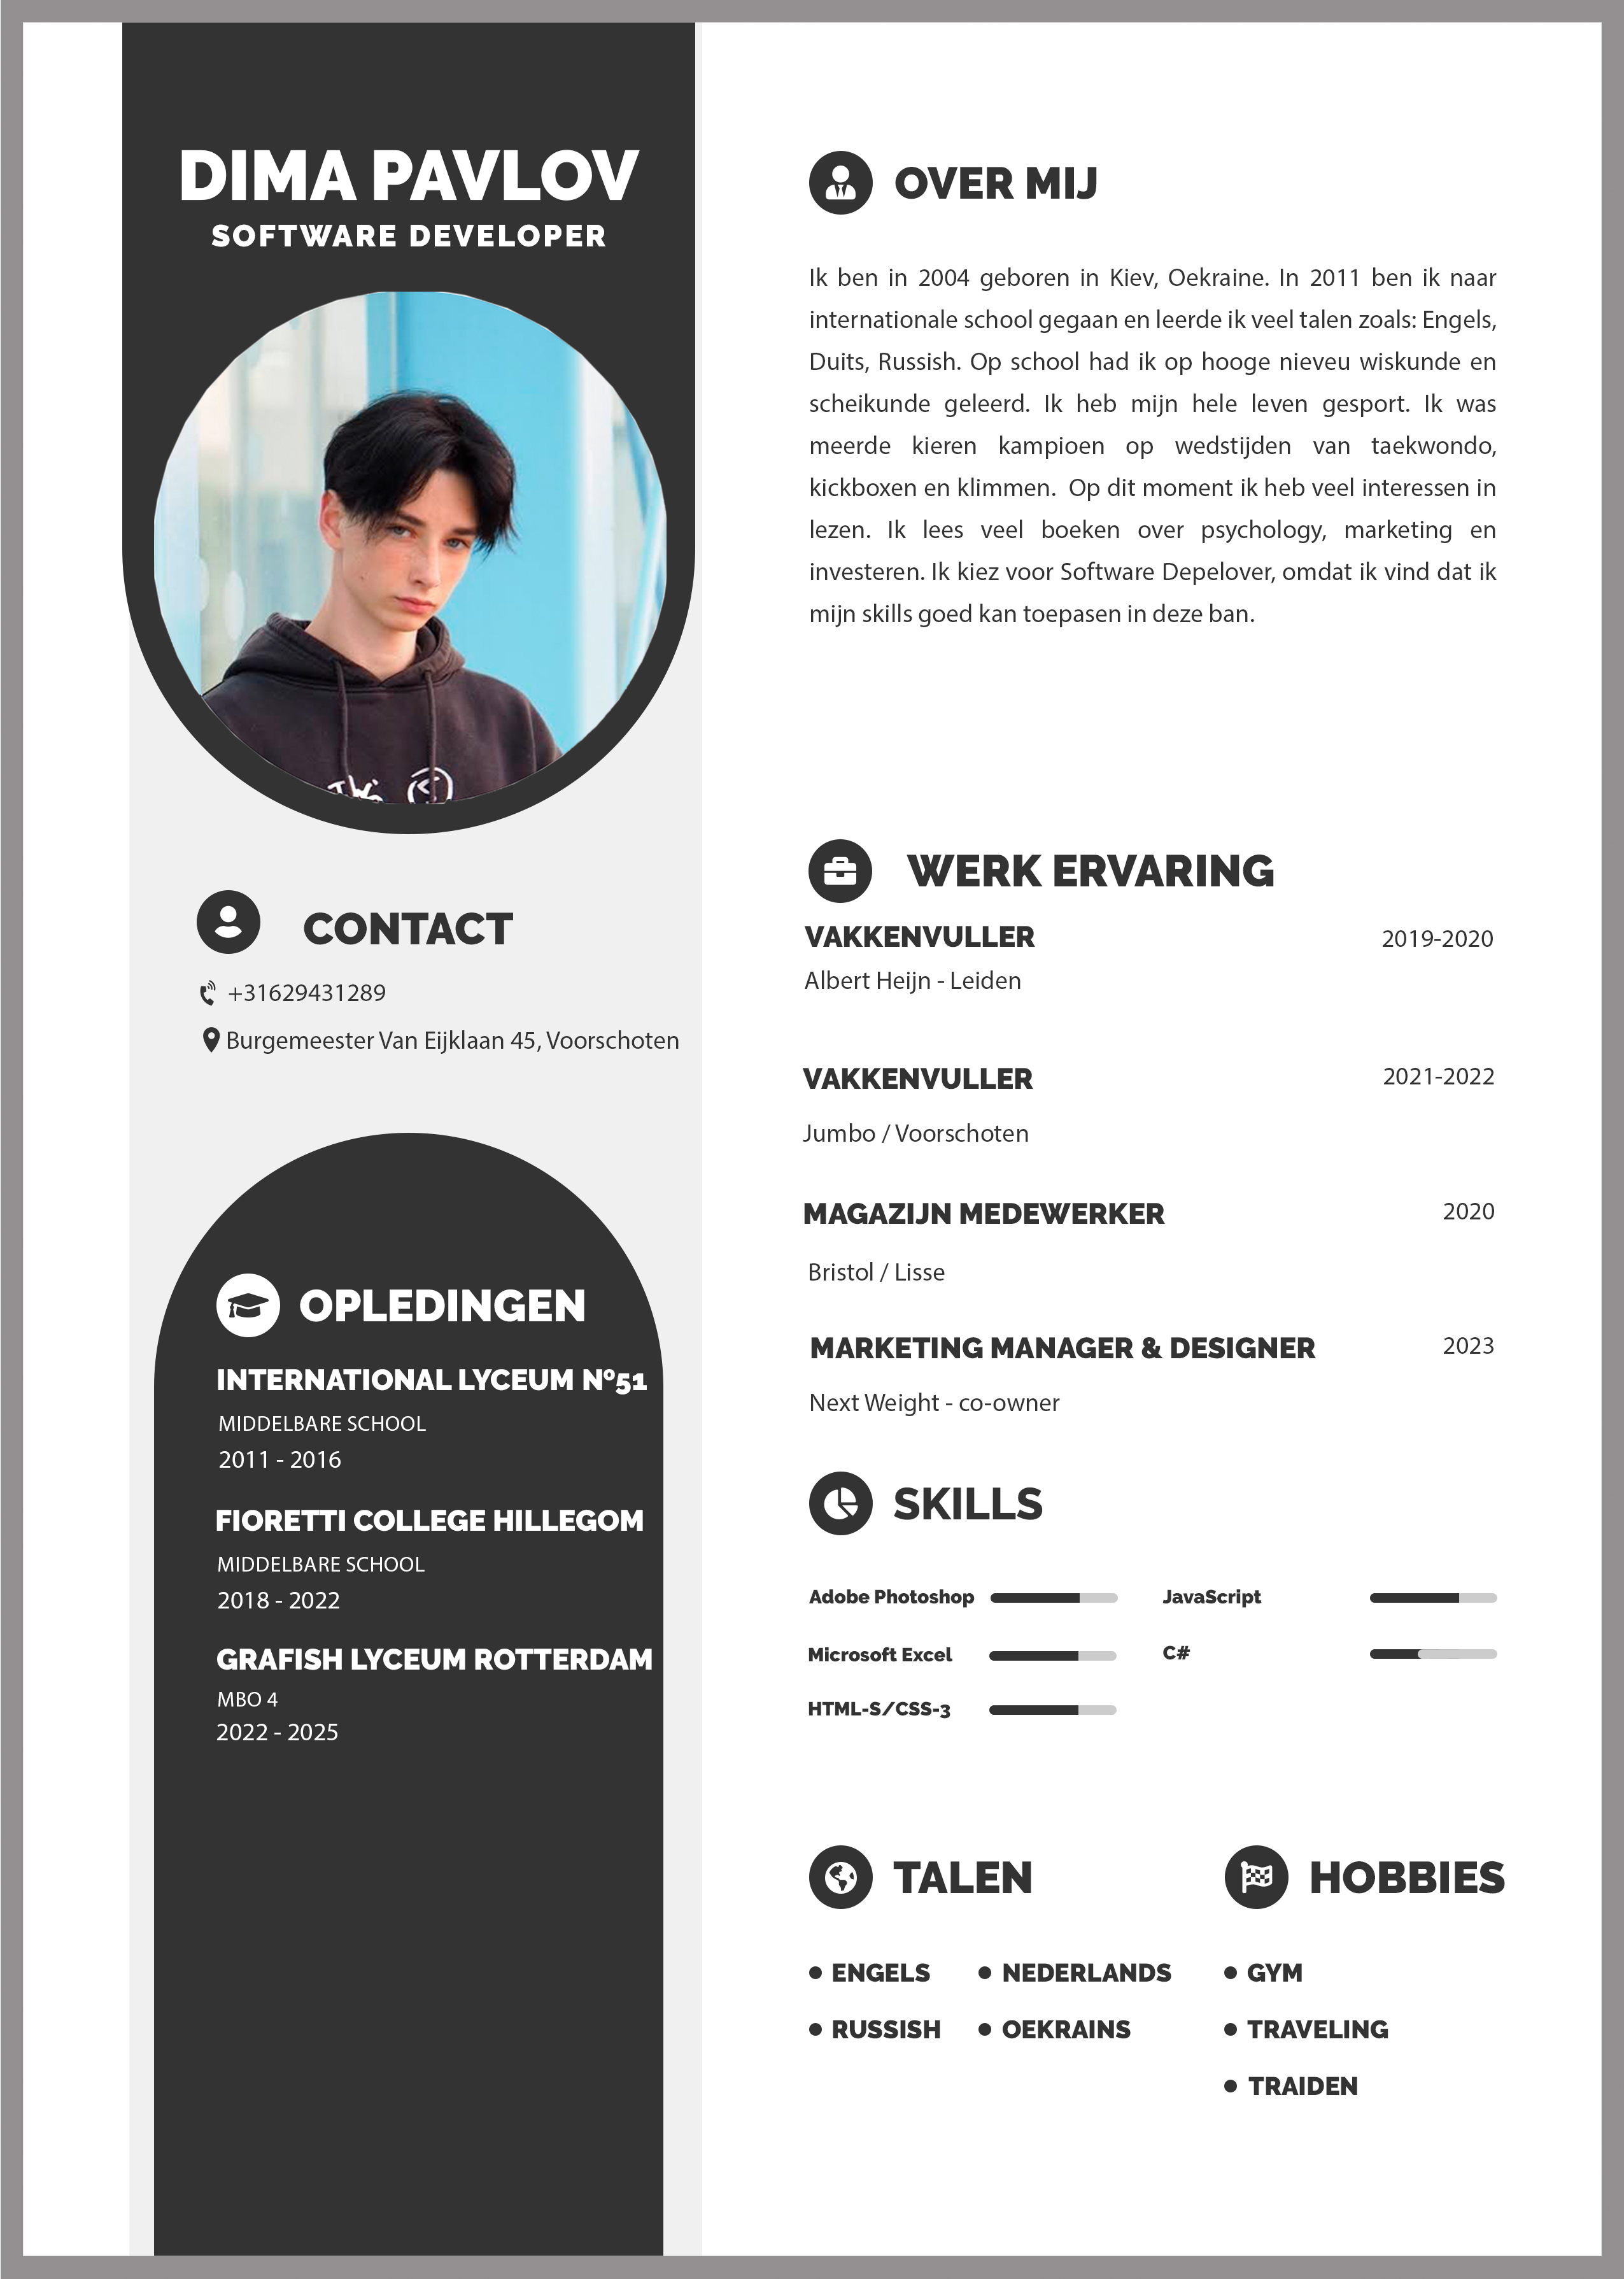 DIMA PAVLOV
SOFTWARE DEVELOPER
CONTACT
+31629431289
Burgemeester Van Eijklaan 45, Voorschoten
OPLEDINGEN
INTERNATIONAL LYCEUM Nº51
MIDDELBARE SCHOOL
2011 - 2016
FIORETTI COLLEGE HILLEGOM
MIDDELBARE SCHOOL
2018 - 2022
GRAFISH LYCEUM ROTTERDAM
MBO 4
2022 - 2025
OVER MIJ
Ik ben in 2004 geboren in Kiev, Oekraine. In 2011 ben ik naar
internationale school gegaan en leerde ik veel talen zoals: Engels,
Duits, Russish. Op school had ik op hooge nieveu wiskunde en
scheikunde geleerd. Ik heb mijn hele leven gesport. Ik was
meerde kieren kampioen op wedstijden van taekwondo,
kickboxen en klimmen. Op dit moment ik heb veel interessen in
lezen. Ik lees veel boeken over psychology, marketing en
investeren. Ik kiez voor Software Depelover, omdat ik vind dat ik
mijn skills goed kan toepasen in deze ban.
WERK ERVARING
VAKKENVULLER 2019-2020
Albert Heijn - Leiden
VAKKENVULLER 2021-2022
Jumbo / Voorschoten
MAGAZIJN MEDEWERKER 2020
Bristol / Lisse
MARKETING MANAGER & DESIGNER 2023
Next Weight - co-owner
SKILLS
Adobe Photoshop JavaScript
Microsoft Excel C#
HTML-S/CSS-3
TALEN
ENGELS NEDERLANDS
RUSSISH OEKRAINS
HOBBIES
GYM
TRAVELING
TRAIDEN